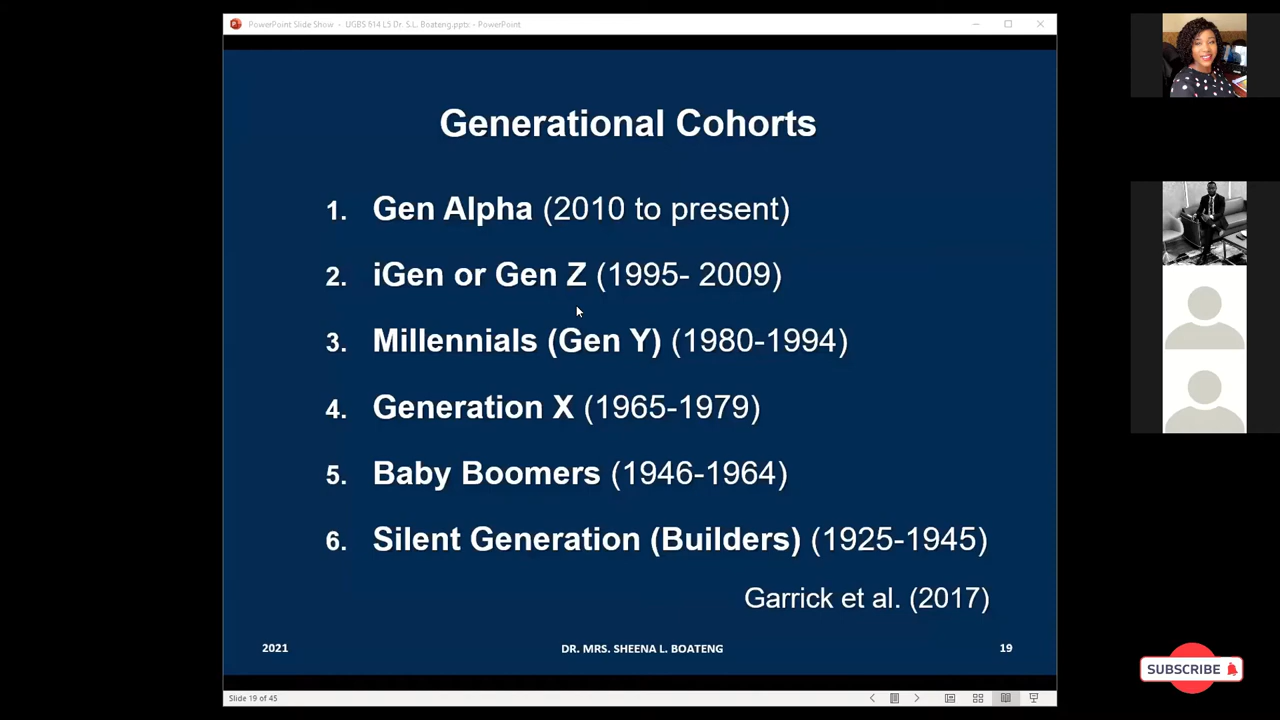 PowerPoint Slide Show - UGBS 614 L5 Dr. S.L. Boateng.pptx - PowerPoint
Generational Cohorts
1. Gen Alpha (2010 to present)
2. iGen or Gen Z (1995- 2009)
3. Millennials (Gen Y) (1980-1994)
4. Generation X (1965-1979)
5. Baby Boomers (1946-1964)
6. Silent Generation (Builders) (1925-1945)
Garrick et al. (2017)
2021 DR. MRS. SHEENA L. BOATENG 19
SUBSCRIBE
Slide 19 of 45